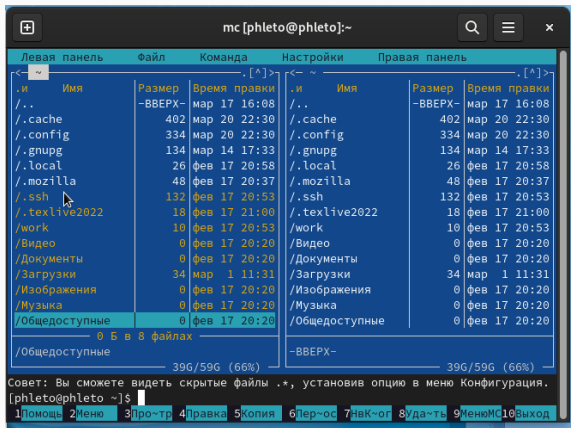 mc [phleto@phleto]:~
Левая панель Файл Команда Настройки Правая панель
<— ~ .[^]> <— ~ .[^]>
.и Имя Размер Время правки .и Имя Размер Время правки
/.. -ВВЕРХ- мар 17 16:08 /.. -ВВЕРХ- мар 17 16:08
/.cache 402 мар 20 22:30 /.cache 402 мар 20 22:30
/.config 334 мар 20 22:30 /.config 334 мар 20 22:30
/.gnupg 134 мар 14 17:33 /.gnupg 134 мар 14 17:33
/.local 26 фев 17 20:58 /.local 26 фев 17 20:58
/.mozilla 48 фев 17 20:37 /.mozilla 48 фев 17 20:37
/.ssh 132 фев 17 20:53 /.ssh 132 фев 17 20:53
/.texlive2022 18 фев 17 21:00 /.texlive2022 18 фев 17 21:00
/work 10 фев 17 20:53 /work 10 фев 17 20:53
/Видео 0 фев 17 20:20 /Видео 0 фев 17 20:20
/Документы 0 фев 17 20:20 /Документы 0 фев 17 20:20
/Загрузки 34 мар 1 11:31 /Загрузки 34 мар 1 11:31
/Изображения 0 фев 17 20:20 /Изображения 0 фев 17 20:20
/Музыка 0 фев 17 20:20 /Музыка 0 фев 17 20:20
/Общедоступные 0 фев 17 20:20 /Общедоступные 0 фев 17 20:20
0 Б в 8 файлах
/Общедоступные -ВВЕРХ-
39G/59G (66%) 39G/59G (66%)
Совет: Вы сможете видеть скрытые файлы .*, установив опцию в меню Конфигурация.
[phleto@phleto ~]$
1Помощь 2Меню 3Про~тр 4Правка 5Копия 6Пер~ос 7НвК~ог 8Уда~ть 9МенюMC 10Выход